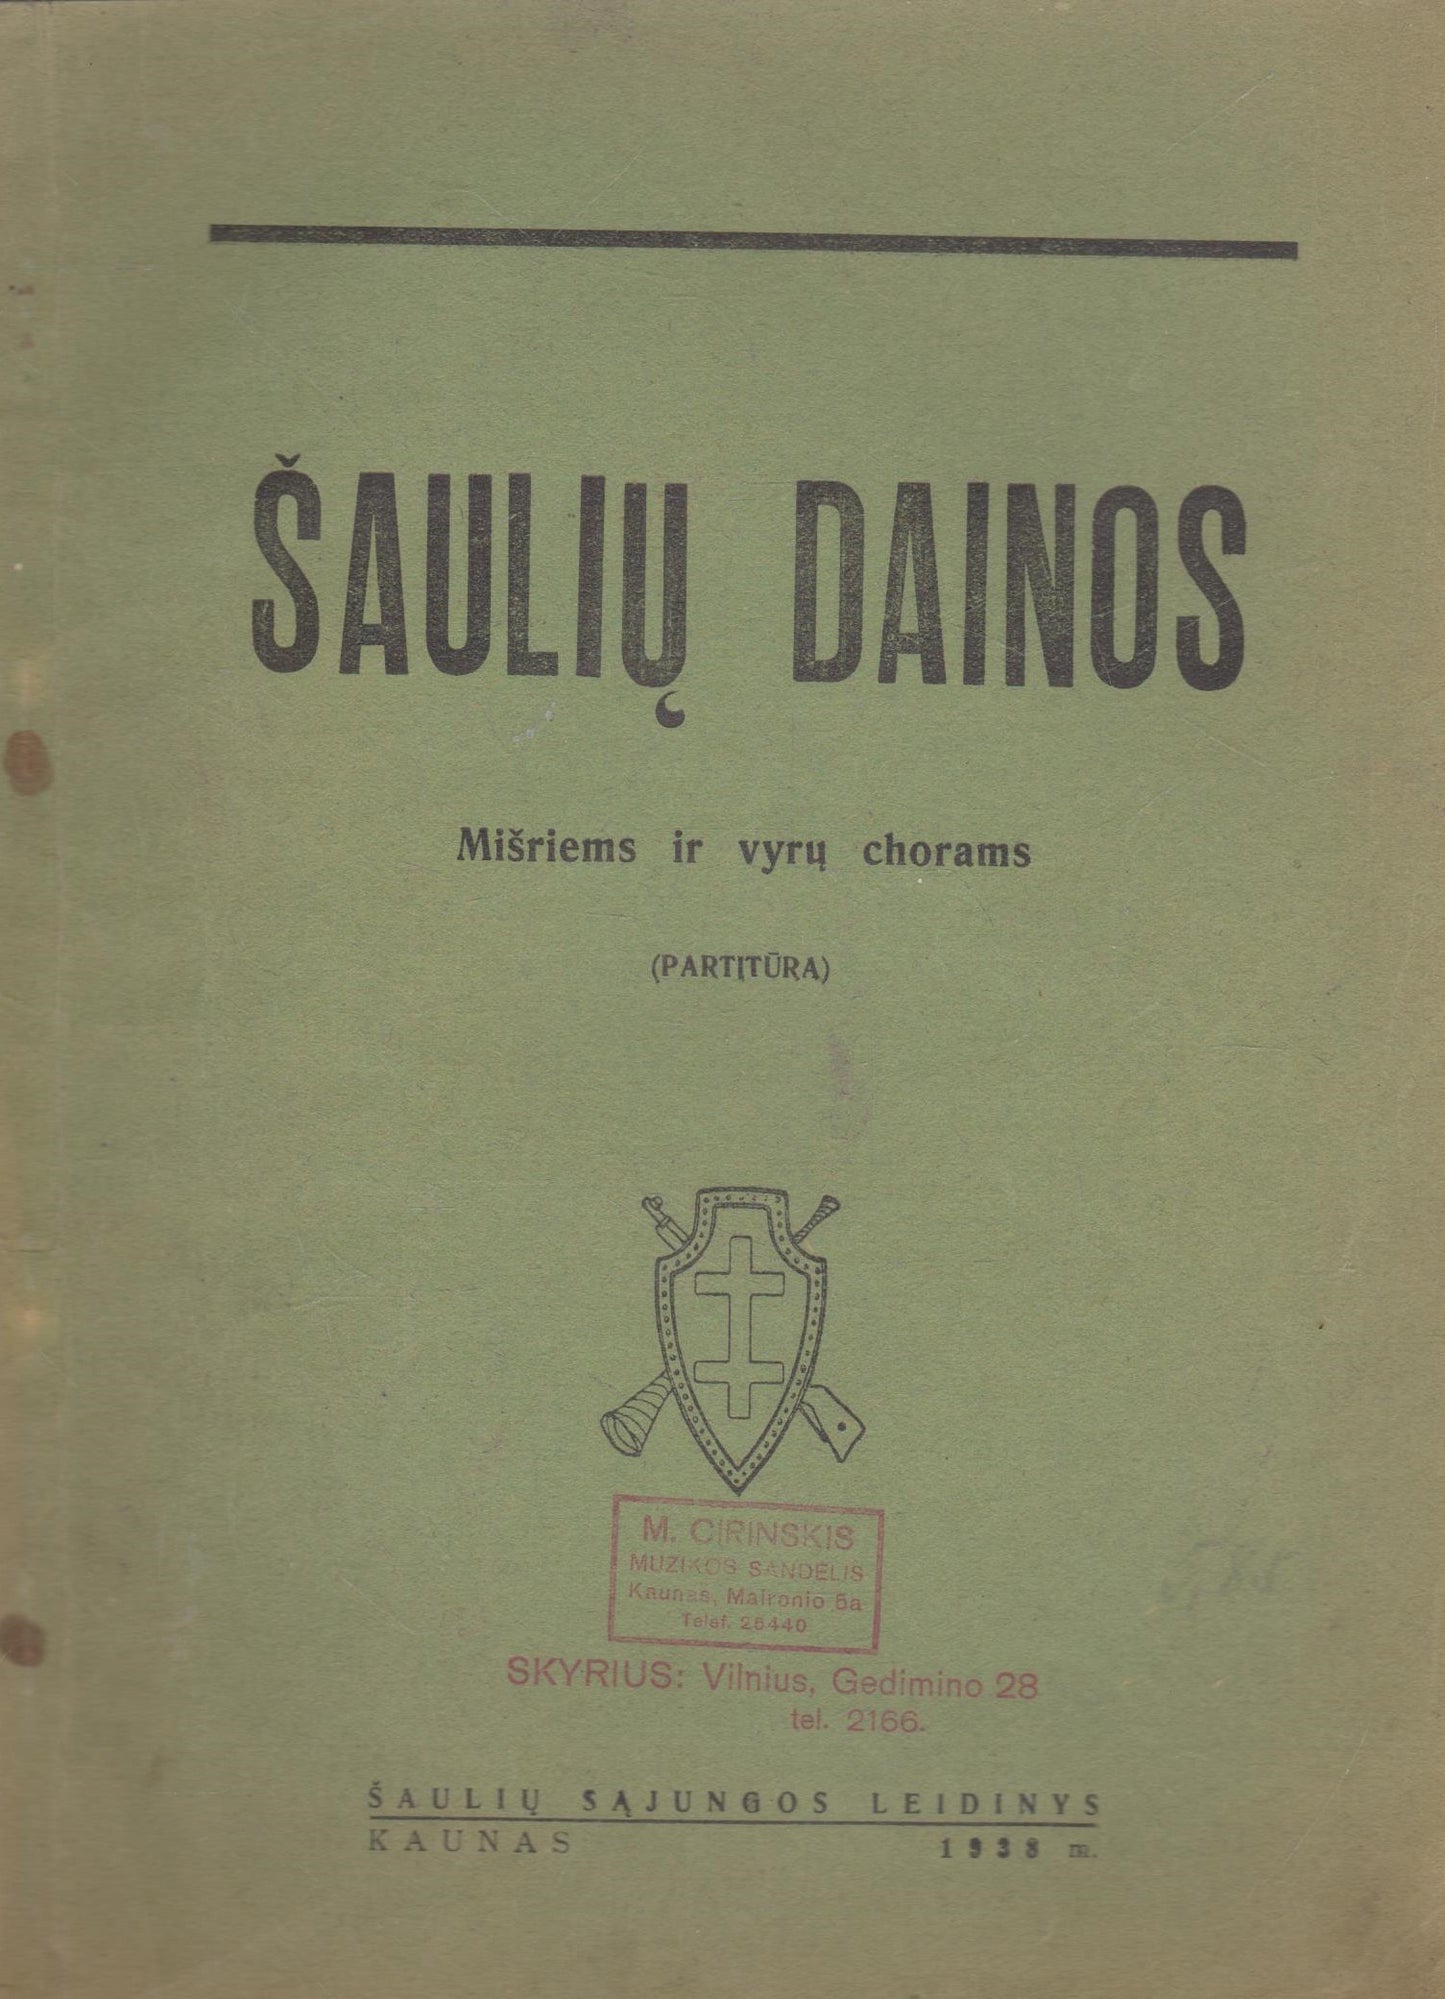 ŠAULIŲ DAINOS
Mišriems ir vyrų chorams
(PARTITŪRA)
M. CIRINSKIS
MUZIKOS SANDELIS
Kaunas, Maironio 5a
Telef. 25440
SKYRIUS: Vilnius, Gedimino 28
tel. 2166.
ŠAULIŲ SĄJUNGOS LEIDINYS
KAUNAS 1938 m.